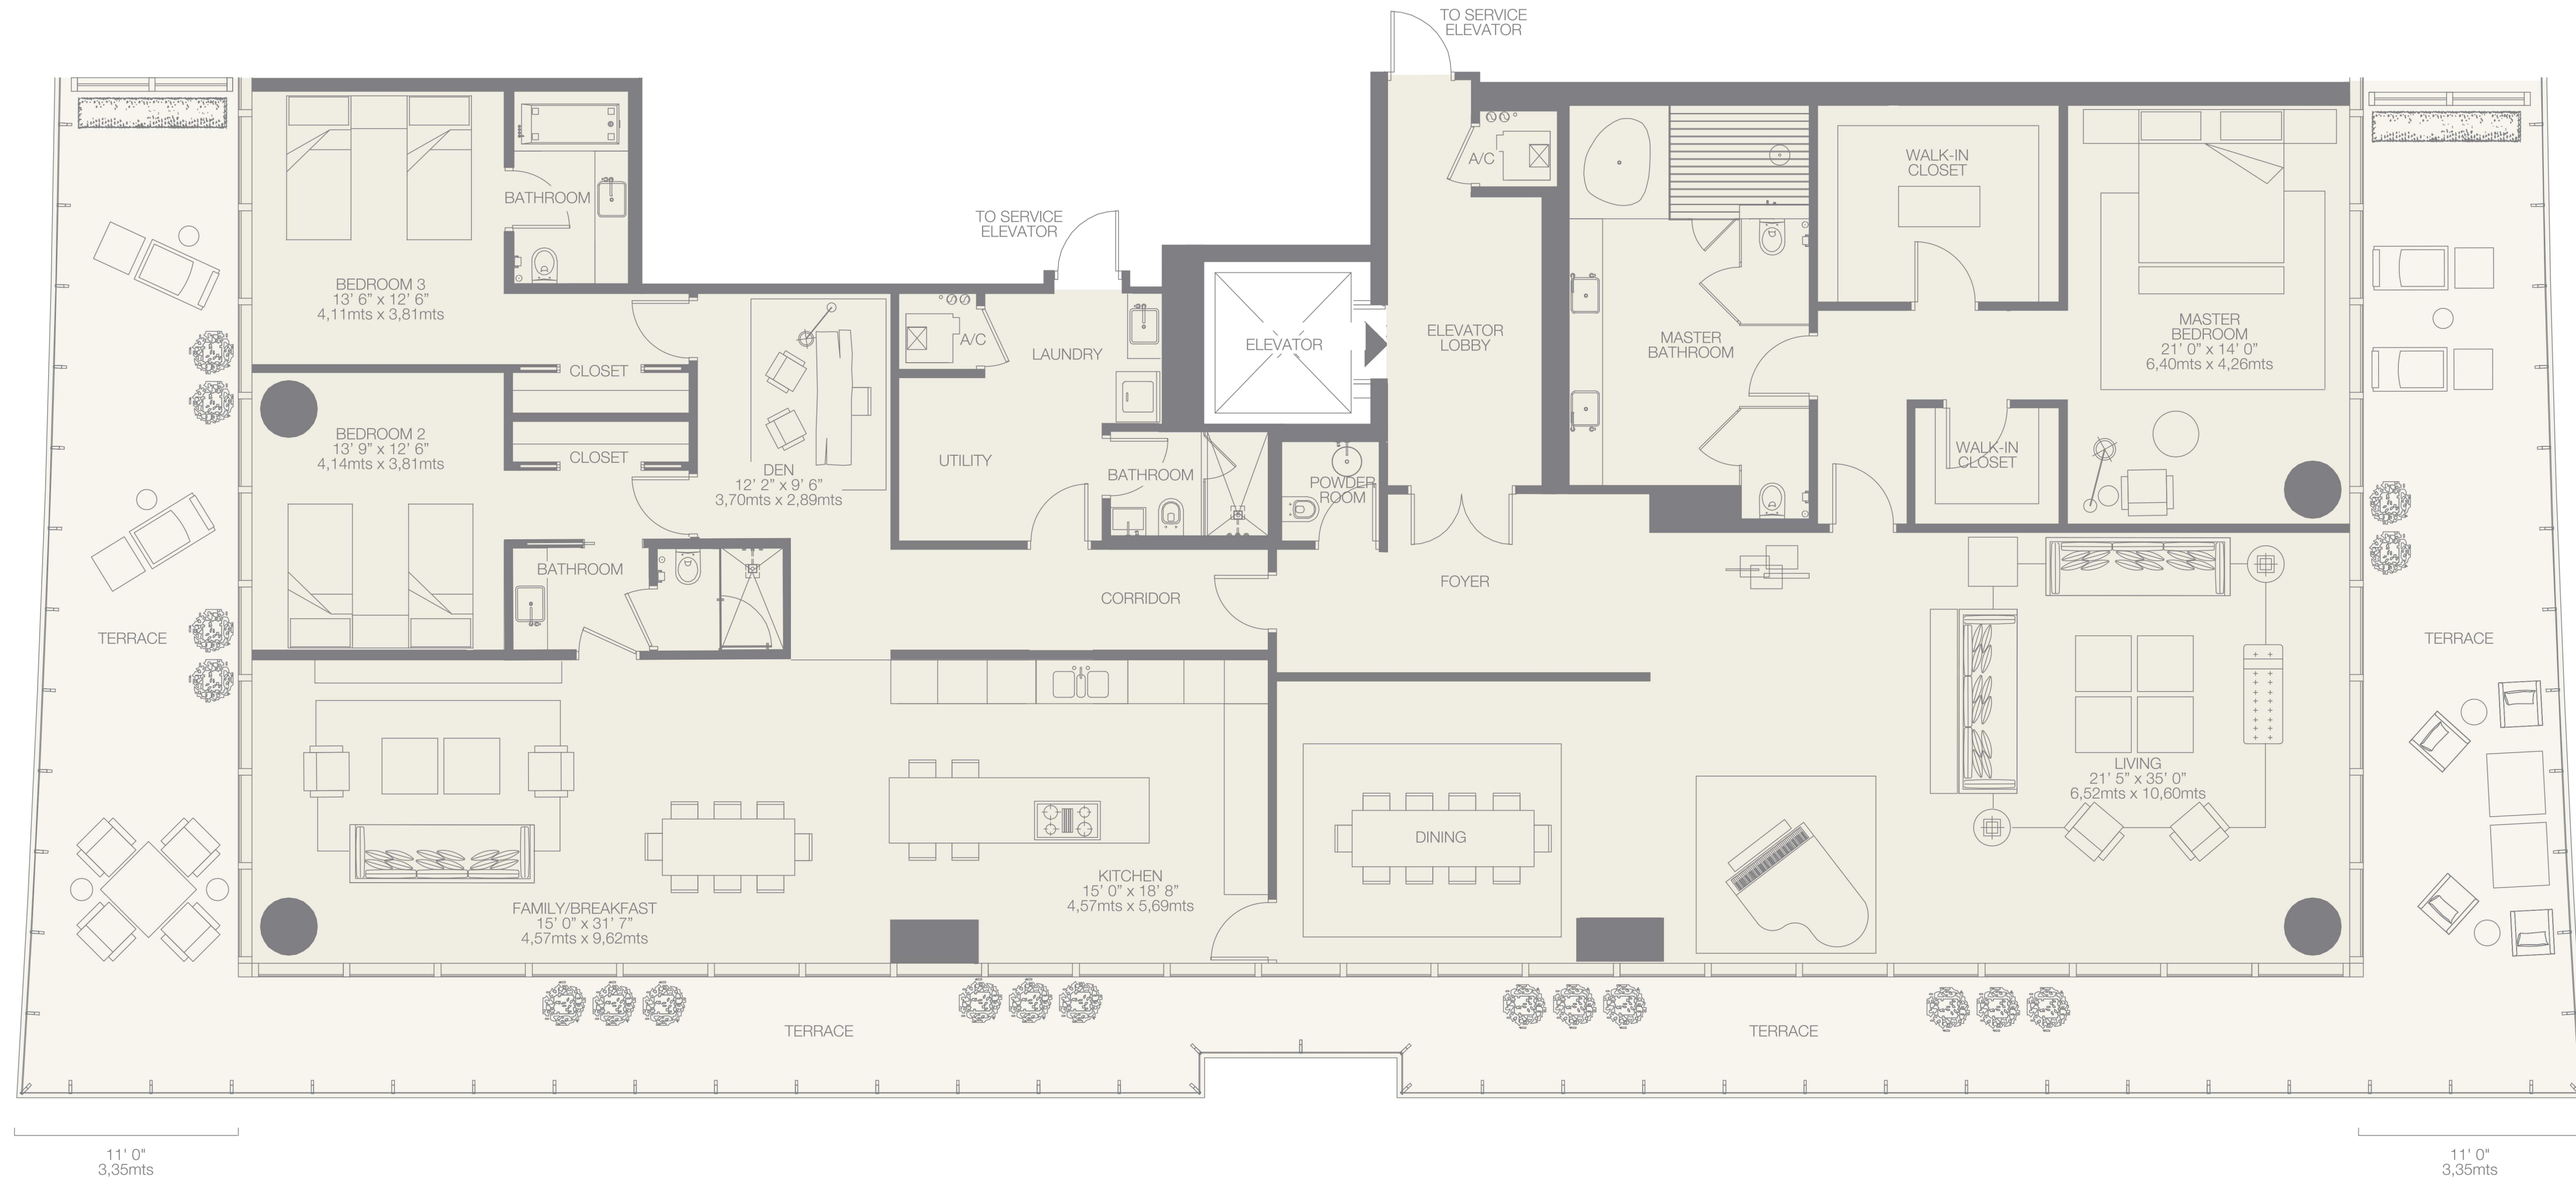 TO SERVICE
ELEVATOR
A/C
WALK-IN
CLOSET
BATHROOM
TO SERVICE
ELEVATOR
BEDROOM 3
13' 6" x 12' 6"
4,11mts x 3,81mts
A/C
LAUNDRY
ELEVATOR
ELEVATOR
LOBBY
MASTER
BATHROOM
MASTER
BEDROOM
21' 0" x 14' 0"
6,40mts x 4,26mts
CLOSET
BEDROOM 2
13' 9" x 12' 6"
4,14mts x 3,81mts
CLOSET
DEN
12' 2" x 9' 6"
3,70mts x 2,89mts
UTILITY
BATHROOM
POWDER
ROOM
WALK-IN
CLOSET
BATHROOM
CORRIDOR
FOYER
TERRACE
TERRACE
LIVING
21' 5" x 35' 0"
6,52mts x 10,60mts
DINING
KITCHEN
15' 0" x 18' 8"
4,57mts x 5,69mts
FAMILY/BREAKFAST
15' 0" x 31' 7"
4,57mts x 9,62mts
TERRACE
TERRACE
11' 0"
3,35mts
11' 0"
3,35mts